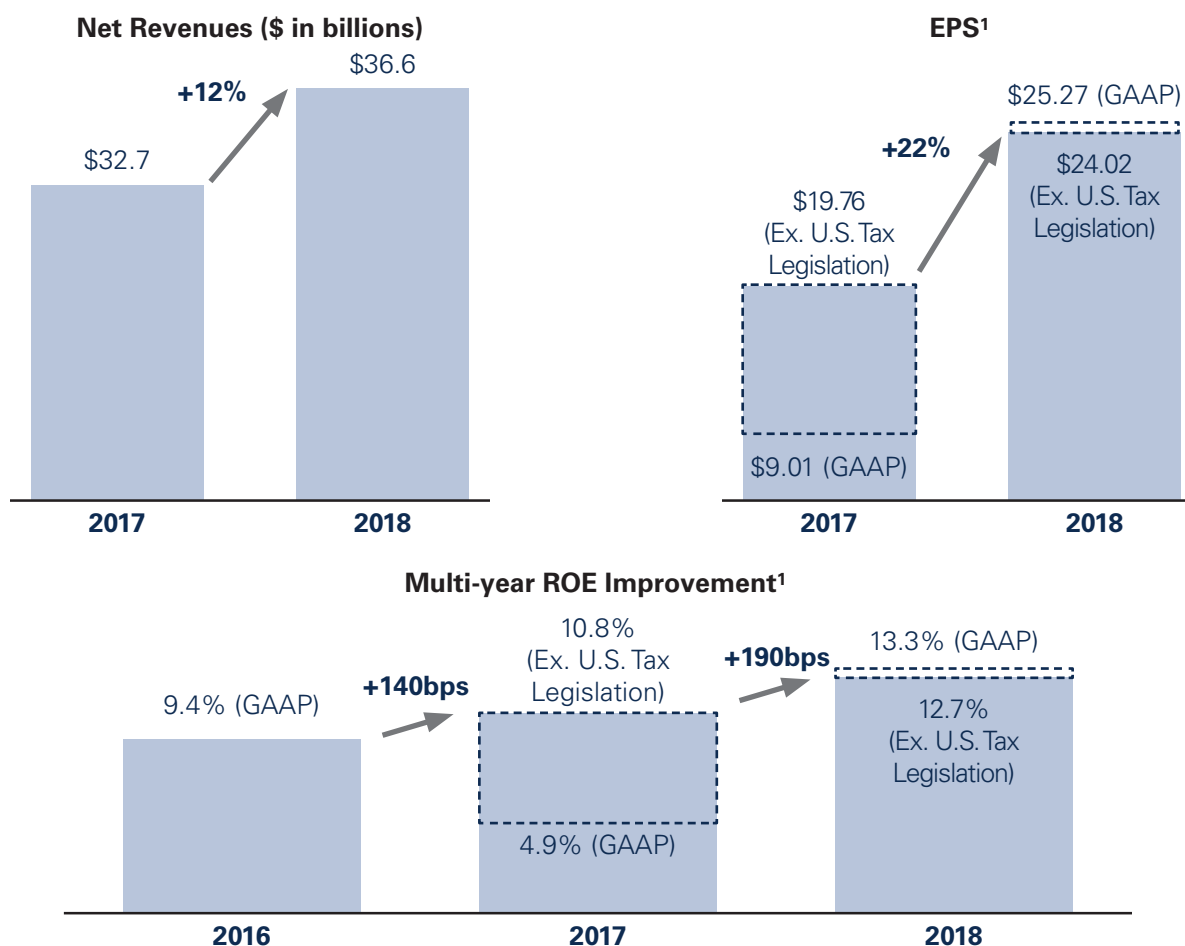 Net Revenues ($ in billions)
$36.6
+12%
$32.7
2017
2018
EPS¹
$25.27 (GAAP)
+22%
$24.02
(Ex. U.S. Tax
Legislation)
$19.76
(Ex. U.S. Tax
Legislation)
$9.01 (GAAP)
2017
2018
Multi-year ROE Improvement¹
9.4% (GAAP)
+140bps
10.8%
(Ex. U.S. Tax
Legislation)
4.9% (GAAP)
+190bps
13.3% (GAAP)
12.7%
(Ex. U.S. Tax
Legislation)
2016
2017
2018